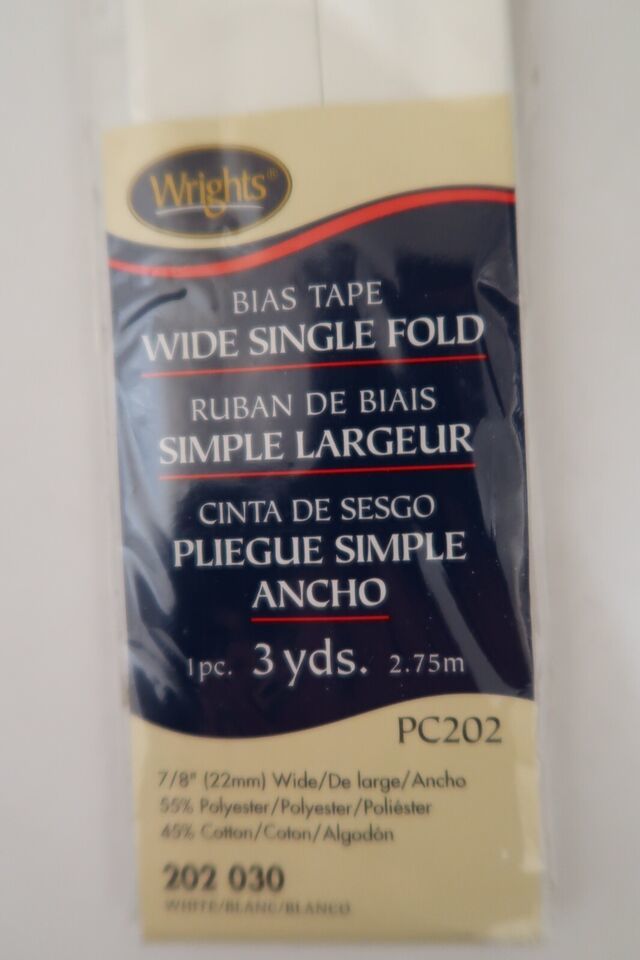 Wrights®
BIAS TAPE
WIDE SINGLE FOLD
RUBAN DE BIAIS
SIMPLE LARGEUR
CINTA DE SESGO
PLIEGUE SIMPLE
ANCHO
1pc. 3 yds. 2.75m
PC202
7/8" (22mm) Wide/De large/Ancho
55% Polyester/Polyester/Poliéster
45% Cotton/Coton/Algodón
202 030
WHITE/BLANC/BLANCO